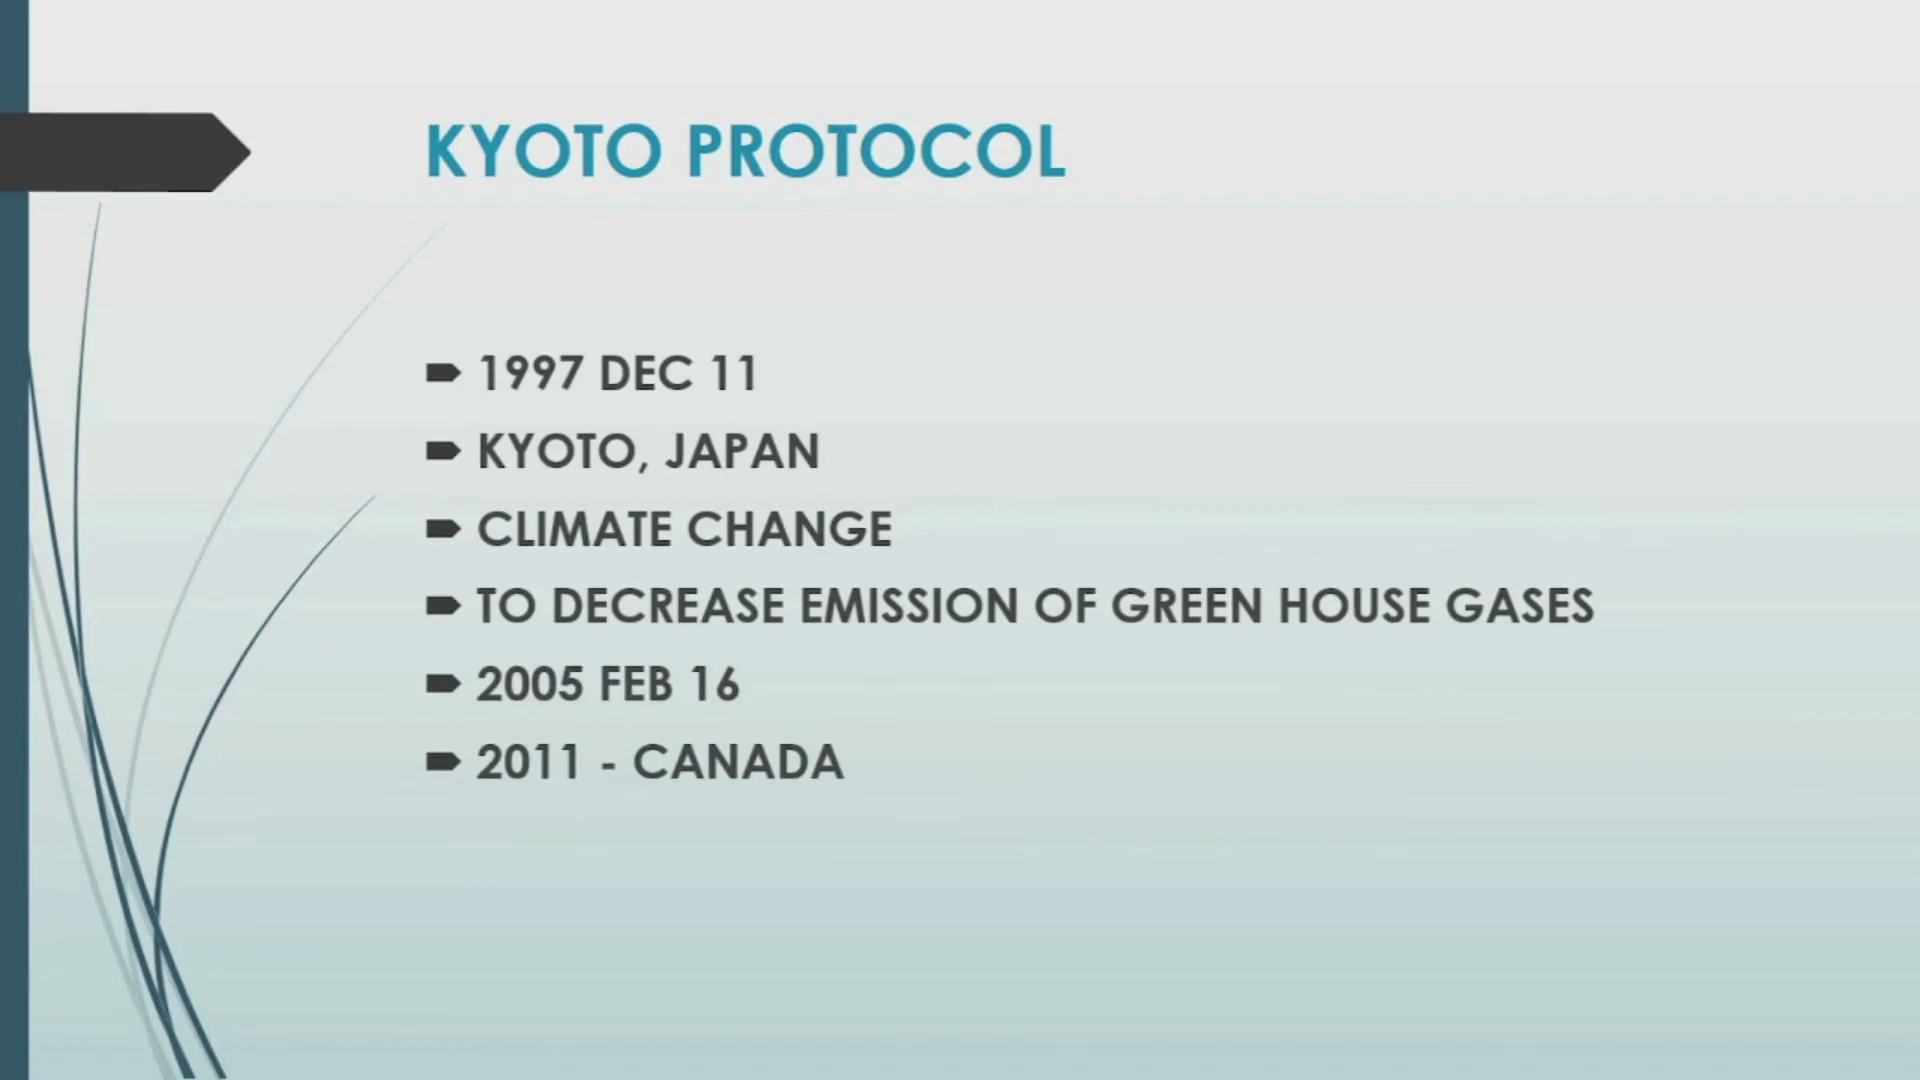 KYOTO PROTOCOL
1997 DEC 11
KYOTO, JAPAN
CLIMATE CHANGE
TO DECREASE EMISSION OF GREEN HOUSE GASES
2005 FEB 16
2011 - CANADA